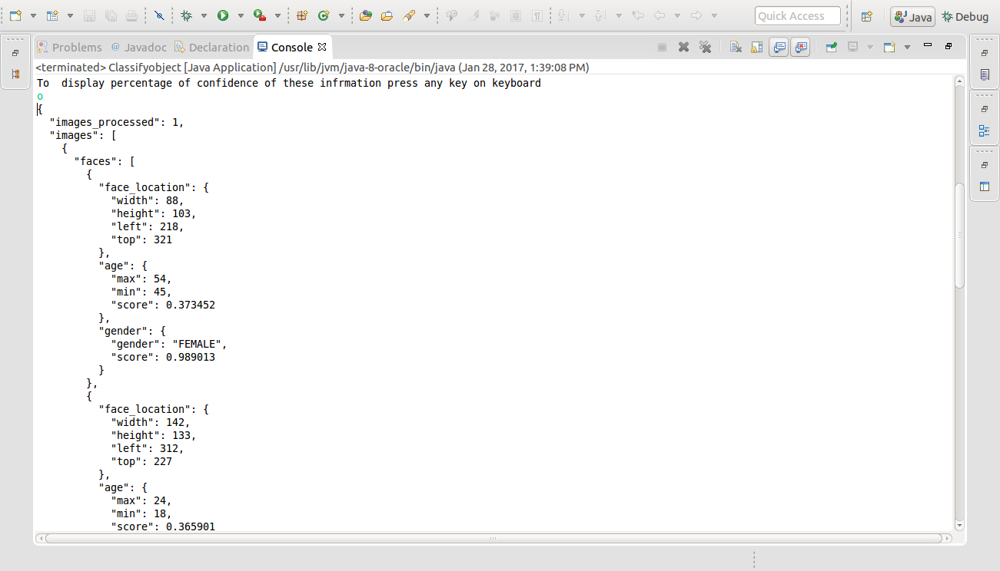 Quick Access
Java
Debug
Problems
@ Javadoc
Declaration
Console
<terminated> Classifyobject [Java Application] /usr/lib/jvm/java-8-oracle/bin/java (Jan 28, 2017, 1:39:08 PM)
To  display percentage of confidence of these infrmation press any key on keyboard
o
{
  "images_processed": 1,
  "images": [
    {
      "faces": [
        {
          "face_location": {
            "width": 88,
            "height": 103,
            "left": 218,
            "top": 321
          },
          "age": {
            "max": 54,
            "min": 45,
            "score": 0.373452
          },
          "gender": {
            "gender": "FEMALE",
            "score": 0.989013
          }
        },
        {
          "face_location": {
            "width": 142,
            "height": 133,
            "left": 312,
            "top": 227
          },
          "age": {
            "max": 24,
            "min": 18,
            "score": 0.365901